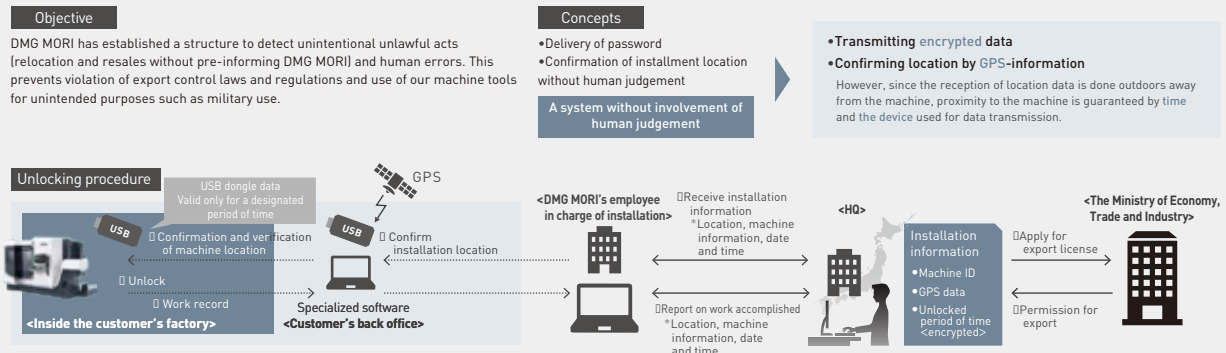 Objective
DMG MORI has established a structure to detect unintentional unlawful acts
(relocation and resales without pre-informing DMG MORI) and human errors. This
prevents violation of export control laws and regulations and use of our machine tools
for unintended purposes such as military use.
Concepts
•Delivery of password
•Confirmation of installment location
without human judgement
A system without involvement of
human judgement
•Transmitting encrypted data
•Confirming location by GPS-information
However, since the reception of location data is done outdoors away
from the machine, proximity to the machine is guaranteed by time
and the device used for data transmission.
Unlocking procedure
USB dongle data
Valid only for a designated
period of time
USB
Confirmation and verification
of machine location
Unlock
Work record
<Inside the customer's factory>
GPS
USB
Confirm
installation location
Specialized software
<Customer's back office>
<DMG MORI's employee
in charge of installation>
Receive installation
information
*Location, machine
information, date
and time
Report on work accomplished
*Location, machine
information, date
and time
<HQ>
Installation
information
•Machine ID
•GPS data
•Unlocked
period of time
<encrypted>
Apply for
export license
Permission for
export
<The Ministry of Economy,
Trade and Industry>